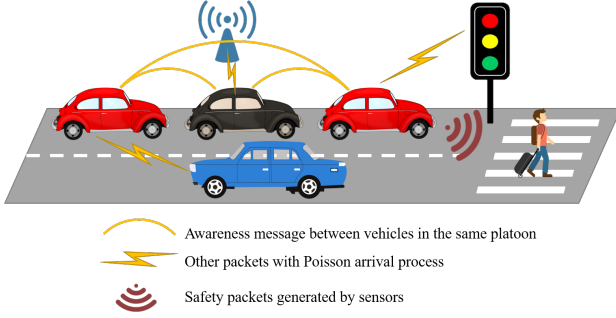 Awareness message between vehicles in the same platoon
Other packets with Poisson arrival process
Safety packets generated by sensors